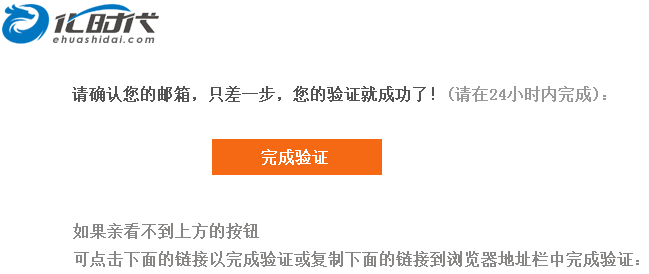 化时代
ehuashidai.com
请确认您的邮箱，只差一步，您的验证就成功了！(请在24小时内完成)：
完成验证
如果亲看不到上方的按钮
可点击下面的链接以完成验证或复制下面的链接到浏览器地址栏中完成验证：